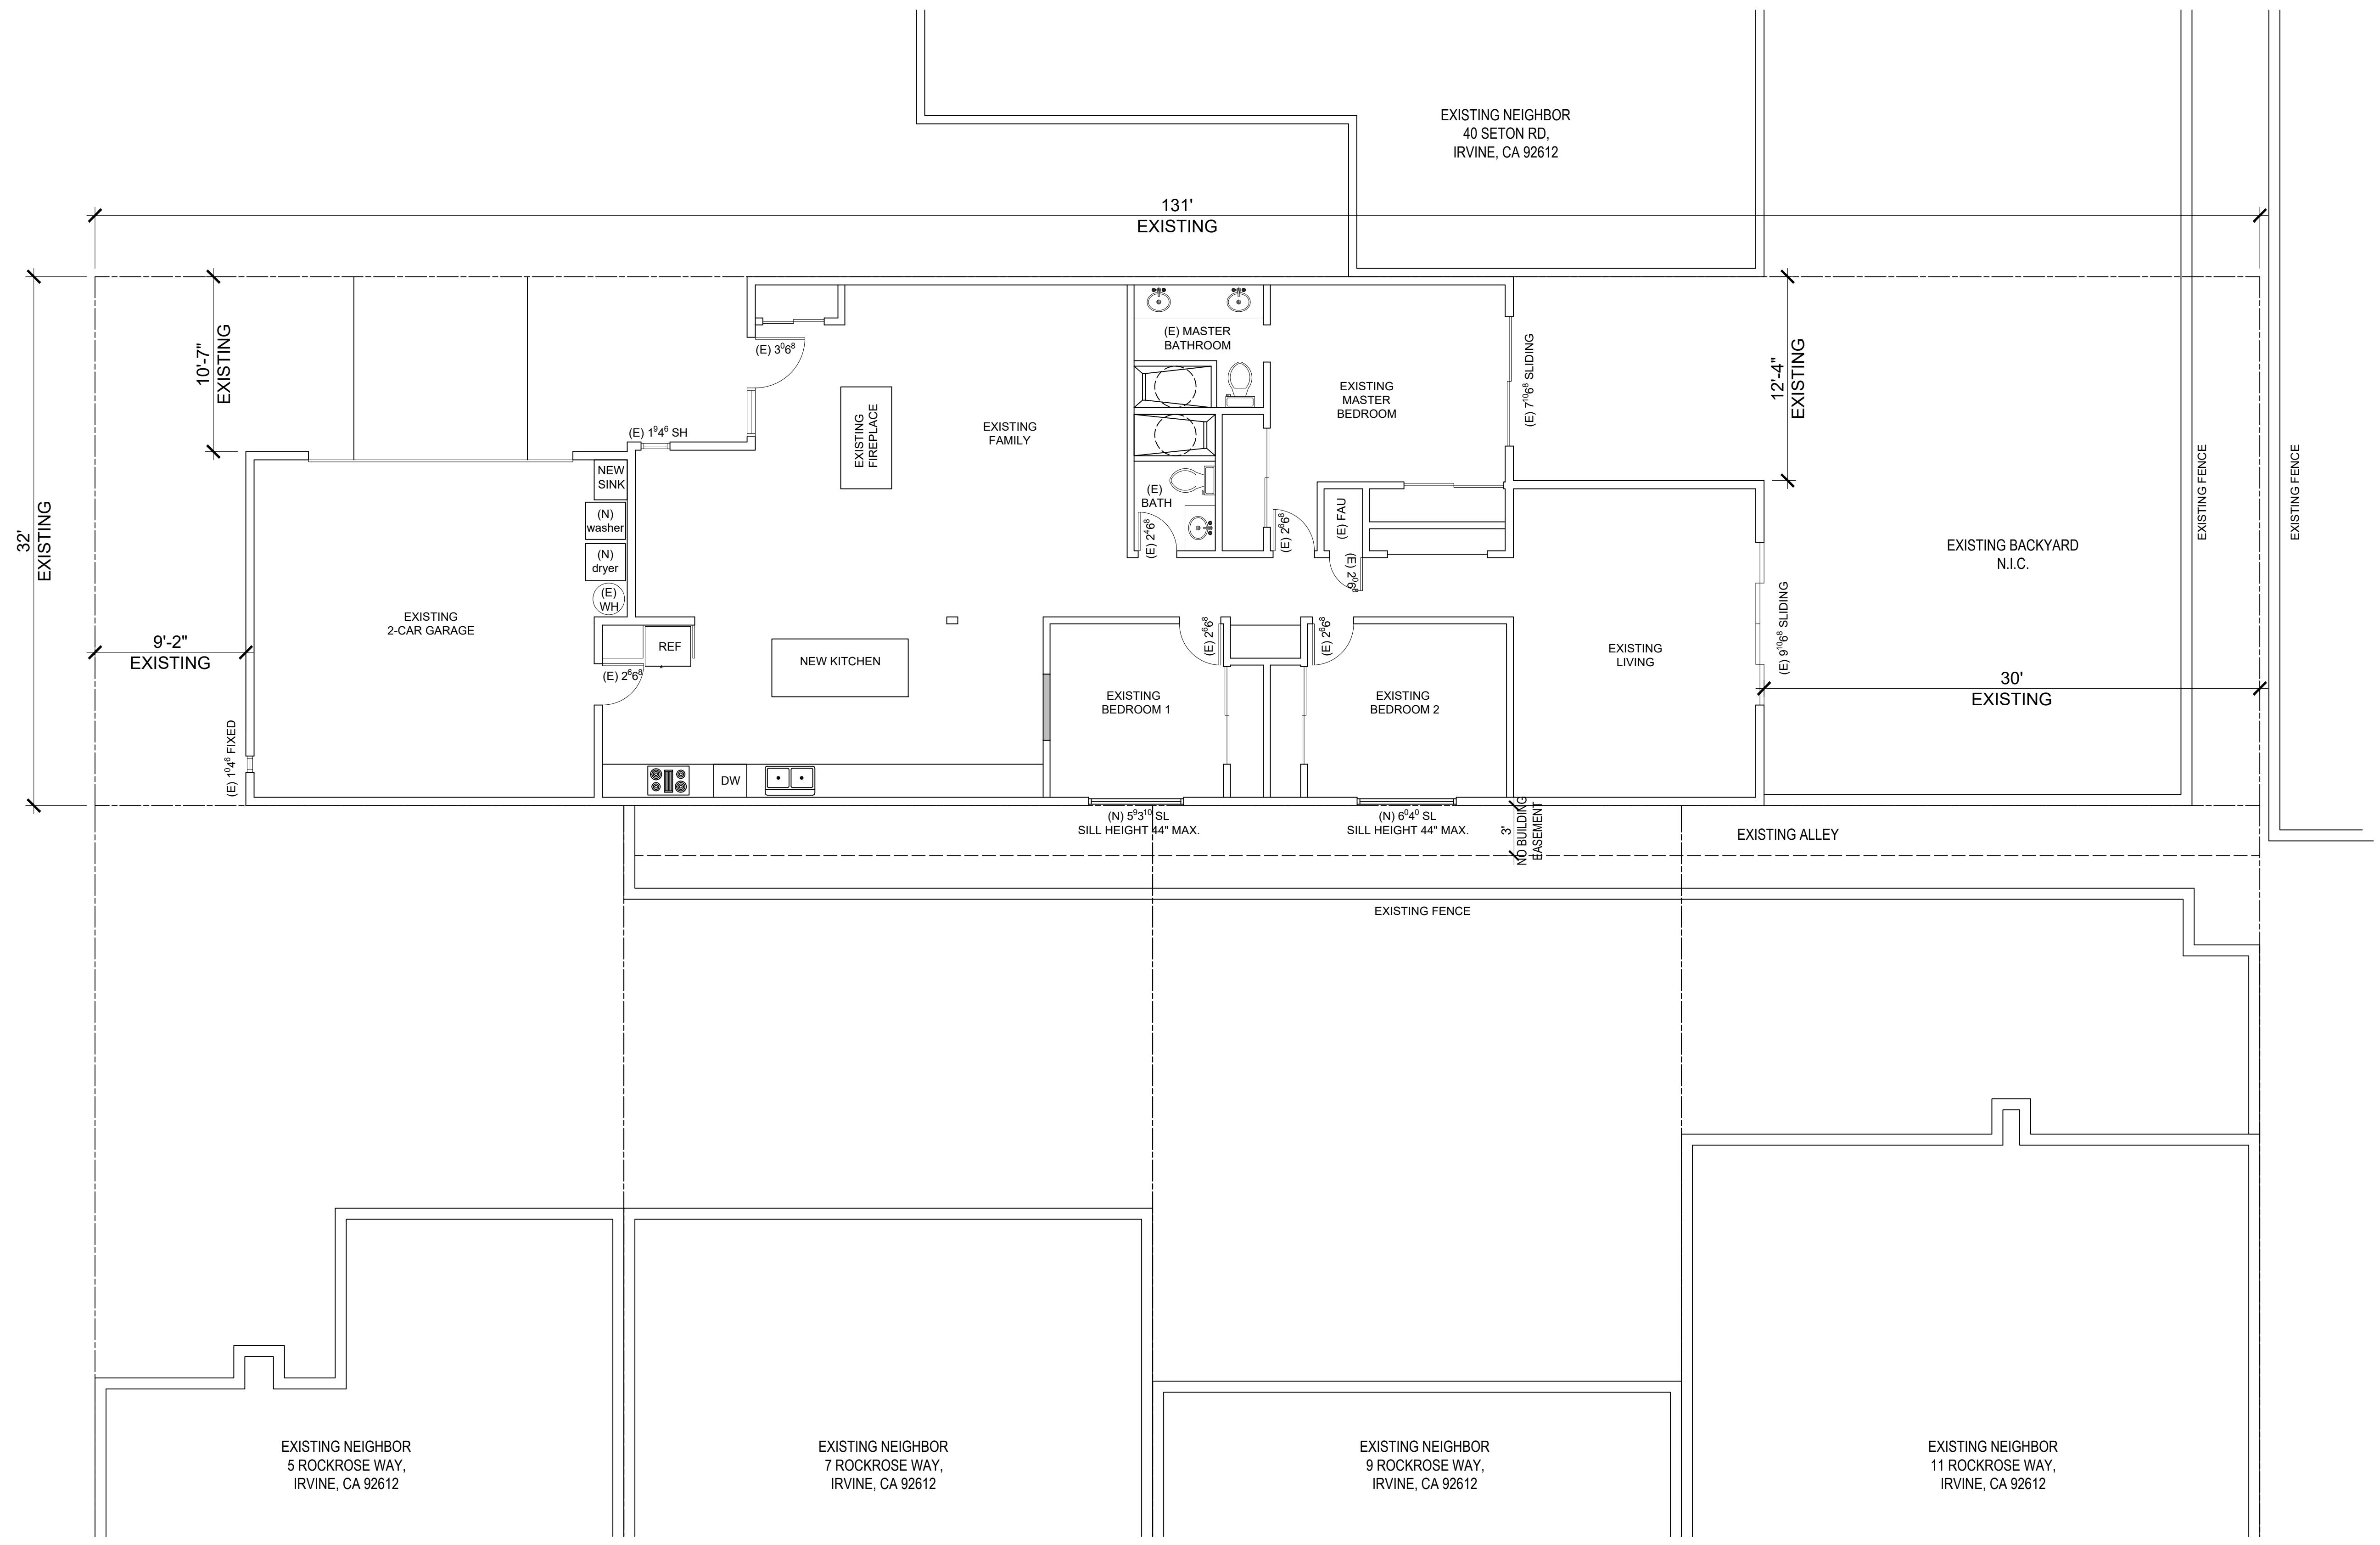 EXISTING NEIGHBOR
40 SETON RD,
IRVINE, CA 92612
131'
EXISTING
10'-7"
EXISTING
32'
EXISTING
9'-2"
EXISTING
12'-4"
EXISTING
30'
EXISTING
(E) 3⁰6⁸
(E) 1⁹4⁶ SH
EXISTING
FIREPLACE
EXISTING
FAMILY
(E) MASTER
BATHROOM
EXISTING
MASTER
BEDROOM
(E) 7¹⁰6⁸ SLIDING
NEW
SINK
(N)
washer
(N)
dryer
(E)
WH
(E)
BATH
(E) 2⁴6⁸
(E) 2⁶6⁸
(E) FAU
(E) 2⁰6⁸
EXISTING
2-CAR GARAGE
REF
(E) 2⁶6⁸
NEW KITCHEN
(E) 2⁶6⁸
(E) 2⁶6⁸
EXISTING
BEDROOM 1
EXISTING
BEDROOM 2
EXISTING
LIVING
(E) 9¹⁰6⁸ SLIDING
EXISTING BACKYARD
N.I.C.
EXISTING FENCE
EXISTING FENCE
(E) 1⁰4⁶ FIXED
DW
(N) 5⁹3¹⁰ SL
SILL HEIGHT 44" MAX.
(N) 6⁰4⁰ SL
SILL HEIGHT 44" MAX.
3'
NO BUILDING
EASEMENT
EXISTING ALLEY
EXISTING FENCE
EXISTING NEIGHBOR
5 ROCKROSE WAY,
IRVINE, CA 92612
EXISTING NEIGHBOR
7 ROCKROSE WAY,
IRVINE, CA 92612
EXISTING NEIGHBOR
9 ROCKROSE WAY,
IRVINE, CA 92612
EXISTING NEIGHBOR
11 ROCKROSE WAY,
IRVINE, CA 92612